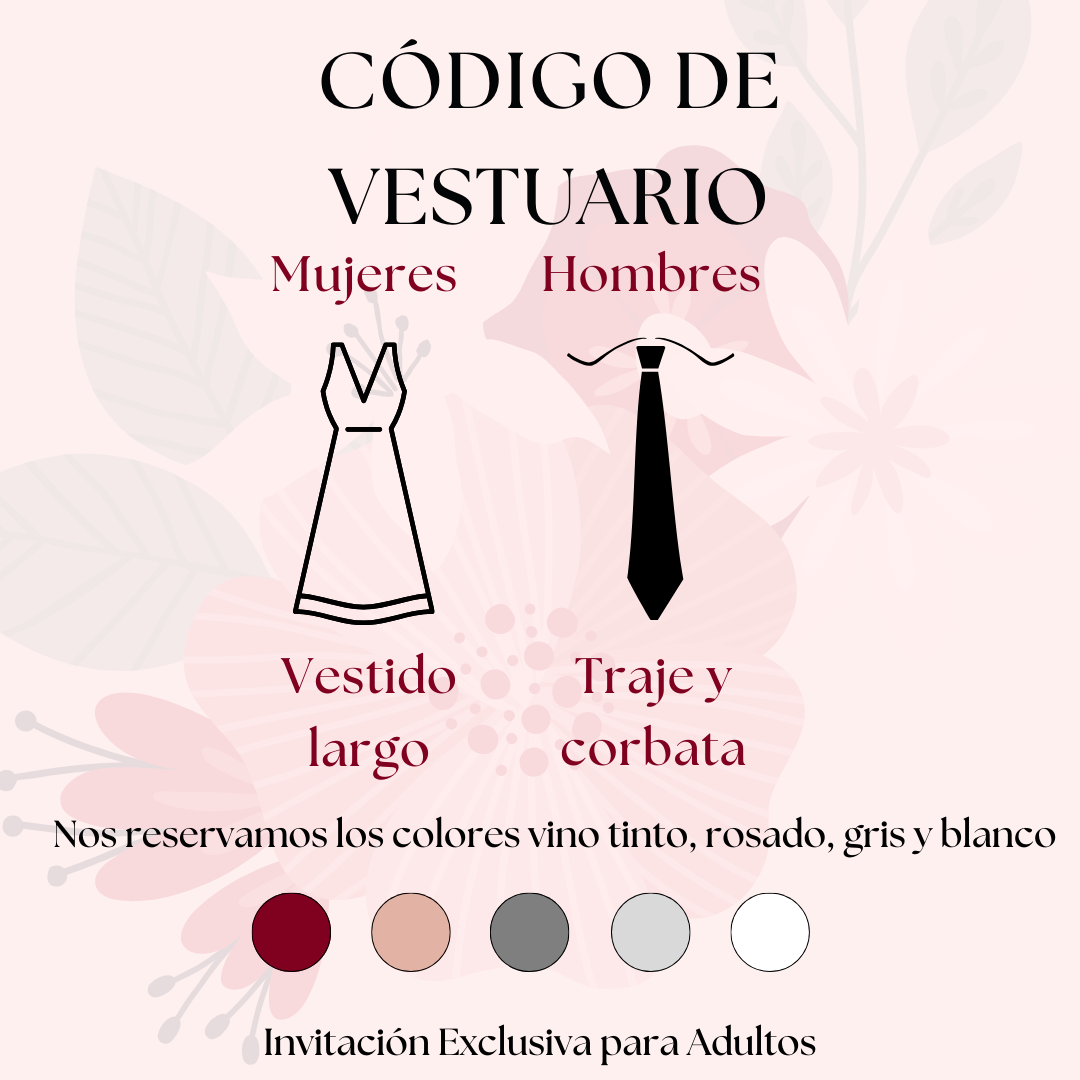 CÓDIGO DE
VESTUARIO
Mujeres
Hombres
Vestido
largo
Traje y
corbata
Nos reservamos los colores vino tinto, rosado, gris y blanco
Invitación Exclusiva para Adultos